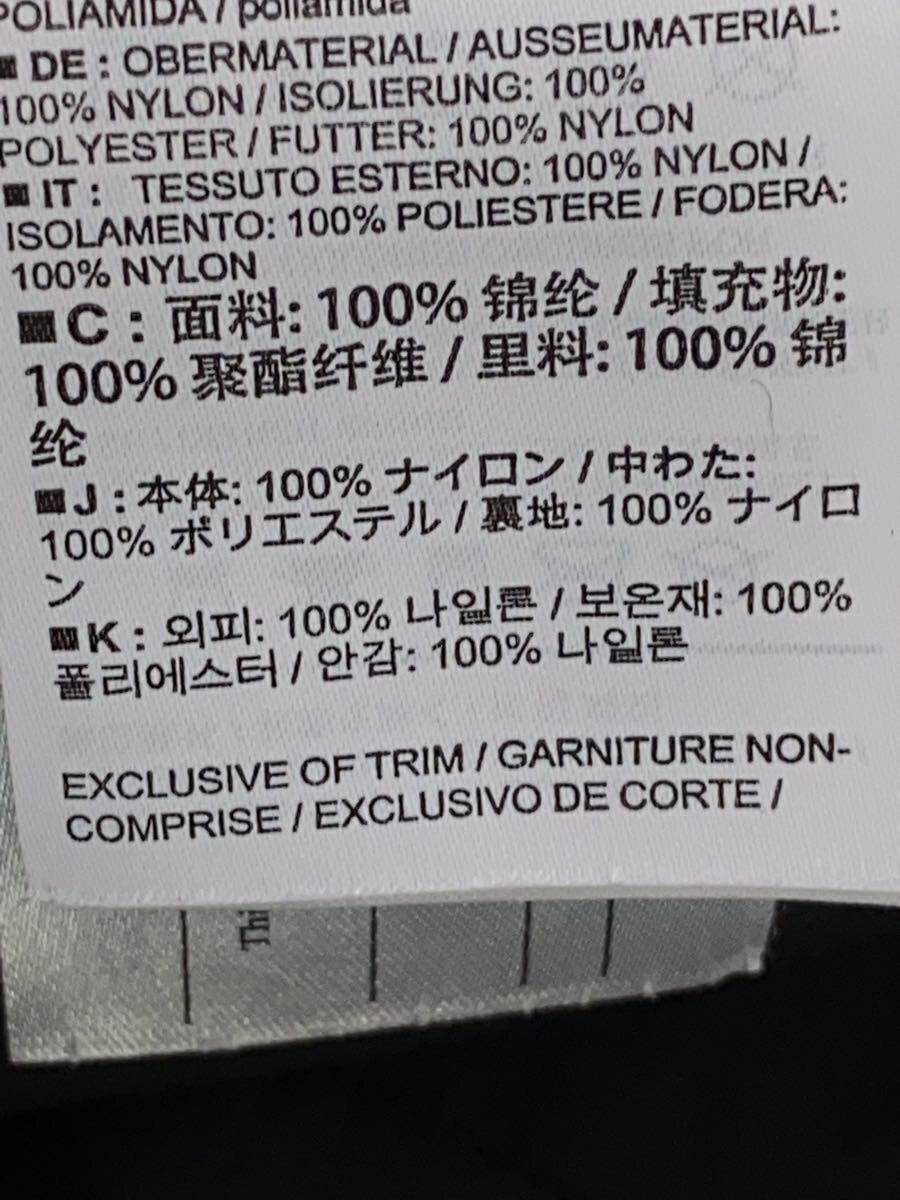 POLIAMIDA / poliamida
■ DE : OBERMATERIAL / AUSSEUMATERIAL:
100% NYLON / ISOLIERUNG: 100%
POLYESTER / FUTTER: 100% NYLON
■ IT : TESSUTO ESTERNO: 100% NYLON /
ISOLAMENTO: 100% POLIESTERE / FODERA:
100% NYLON
■ C : 面料: 100% 锦纶 / 填充物:
100% 聚酯纤维 / 里料: 100% 锦
纶
■ J : 本体: 100% ナイロン / 中わた:
100% ポリエステル / 裏地: 100% ナイロ
ン
■ K : 외피: 100% 나일론 / 보온재: 100%
폴리에스터 / 안감: 100% 나일론
EXCLUSIVE OF TRIM / GARNITURE NON-
COMPRISE / EXCLUSIVO DE CORTE /